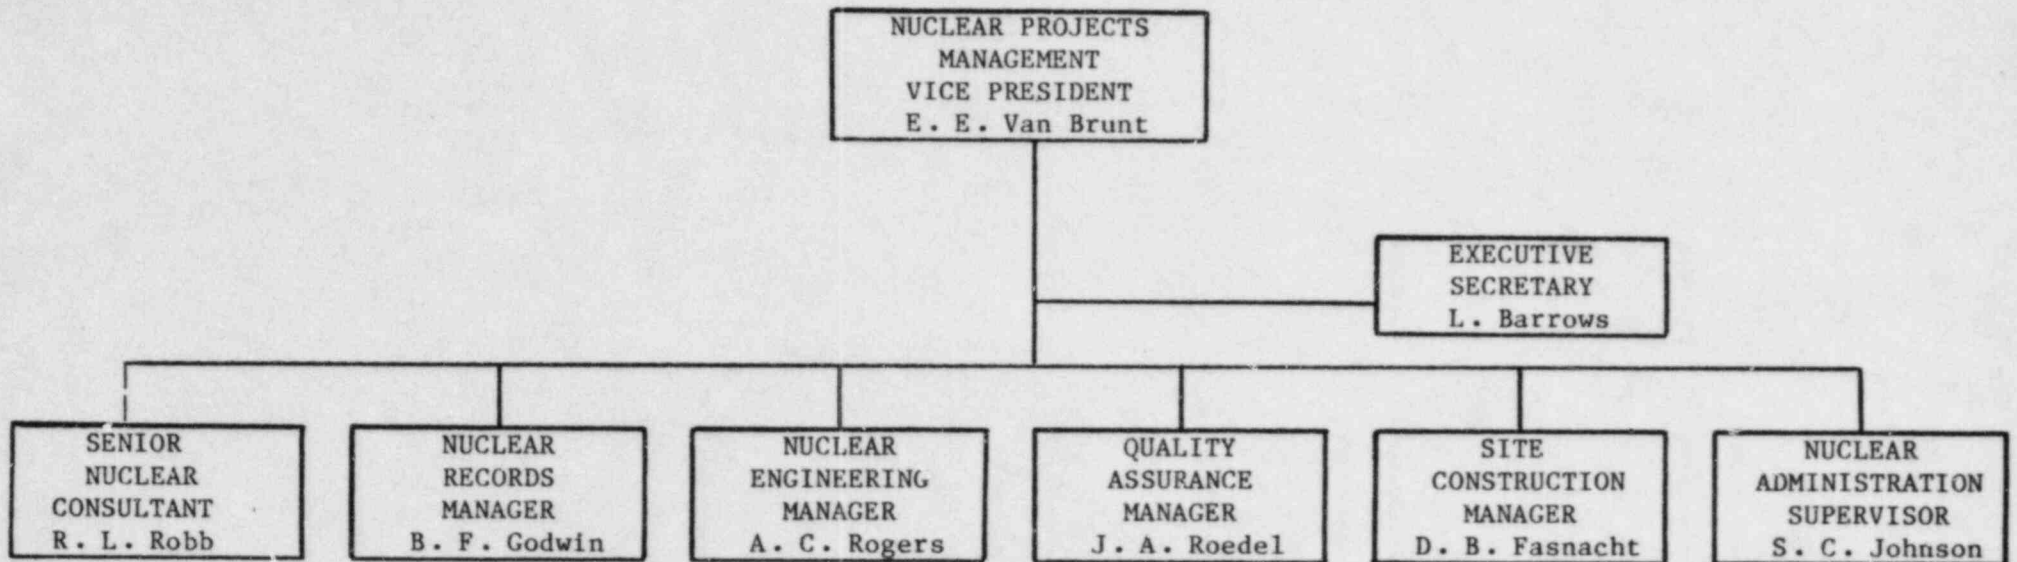 NUCLEAR PROJECTS
MANAGEMENT
VICE PRESIDENT
E. E. Van Brunt
EXECUTIVE
SECRETARY
L. Barrows
SENIOR
NUCLEAR
CONSULTANT
R. L. Robb
NUCLEAR
RECORDS
MANAGER
B. F. Godwin
NUCLEAR
ENGINEERING
MANAGER
A. C. Rogers
QUALITY
ASSURANCE
MANAGER
J. A. Roedel
SITE
CONSTRUCTION
MANAGER
D. B. Fasnacht
NUCLEAR
ADMINISTRATION
SUPERVISOR
S. C. Johnson